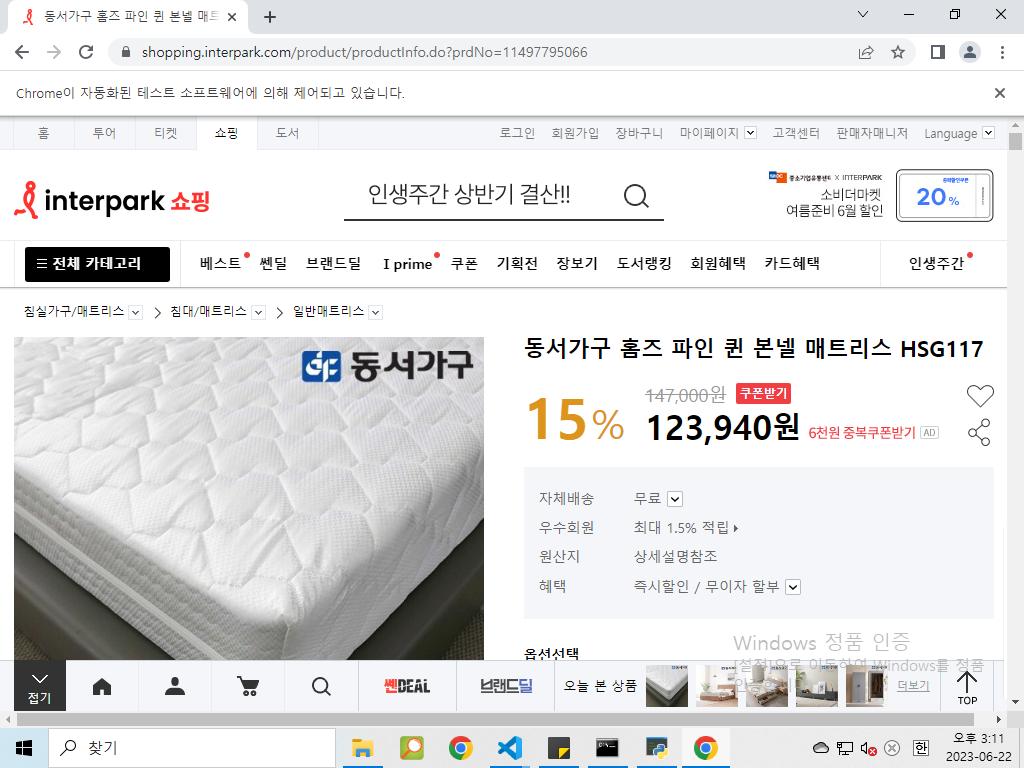 동서가구 홈즈 파인 퀸 본넬 매트
shopping.interpark.com/product/productInfo.do?prdNo=11497795066
Chrome이 자동화된 테스트 소프트웨어에 의해 제어되고 있습니다.
홈 투어 티켓 쇼핑 도서 로그인 회원가입 장바구니 마이페이지 고객센터 판매자매니저 Language
interpark 쇼핑
인생주간 상반기 결산!!
중소기업유통센터 X INTERPARK
소비더마켓
여름준비 6월 할인
20%
전체 카테고리 베스트 쎈딜 브랜드딜 I prime 쿠폰 기획전 장보기 도서랭킹 회원혜택 카드혜택 인생주간
침실가구/매트리스 침대/매트리스 일반매트리스
동서가구
동서가구 홈즈 파인 퀸 본넬 매트리스 HSG117
15%
147,000원 쿠폰받기
123,940원 6천원 중복쿠폰받기 AD
자체배송 무료
우수회원 최대 1.5% 적립
원산지 상세설명참조
혜택 즉시할인 / 무이자 할부
옵션선택
Windows 정품 인증
[설정]으로 이동하여 Windows를 정품
접기
쎈DEAL
브랜드딜
오늘 본 상품
더보기
TOP
찾기
한
오후 3:11
2023-06-22